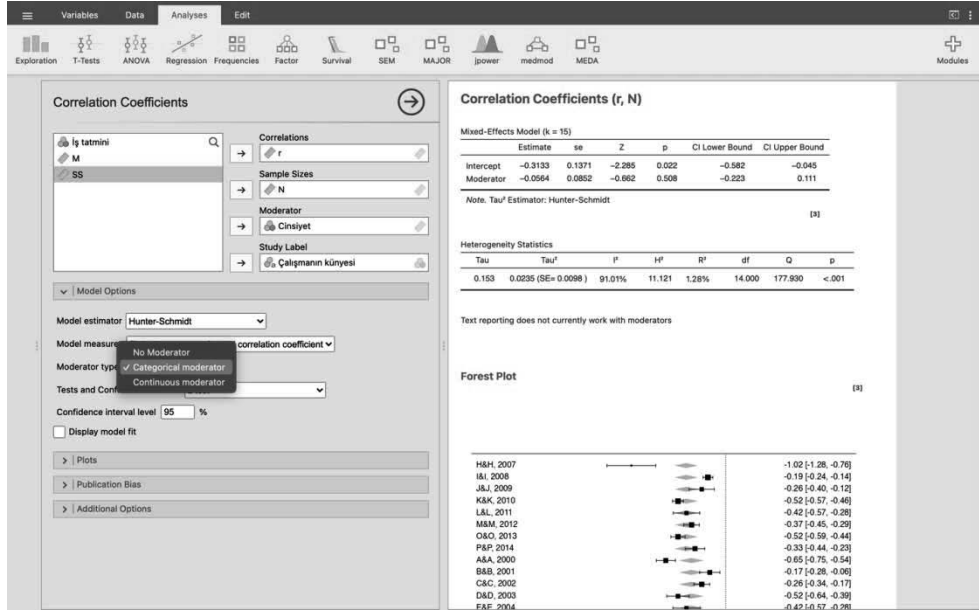 Variables Data Analyses Edit
Exploration T-Tests ANOVA Regression Frequencies Factor Survival SEM MAJOR jpower medmod MEDA Modules
Correlation Coefficients
İş tatmini
M
SS
Correlations
r
Sample Sizes
N
Moderator
Cinsiyet
Study Label
Çalışmanın künyesi
Model Options
Model estimator Hunter-Schmidt
Model measure correlation coefficient
Moderator type
No Moderator
Categorical moderator
Continuous moderator
Tests and Conf
Confidence interval level 95 %
Display model fit
Plots
Publication Bias
Additional Options
Correlation Coefficients (r, N)
Mixed-Effects Model (k = 15)
Estimate se Z p CI Lower Bound CI Upper Bound
Intercept −0.3133 0.1371 −2.285 0.022 −0.582 −0.045
Moderator −0.0564 0.0852 −0.662 0.508 −0.223 0.111
Note. Tau² Estimator: Hunter-Schmidt
[3]
Heterogeneity Statistics
Tau Tau² I² H² R² df Q p
0.153 0.0235 (SE= 0.0098 ) 91.01% 11.121 1.28% 14.000 177.930 <.001
Text reporting does not currently work with moderators
Forest Plot
[3]
H&H, 2007 -1.02 [-1.28, -0.76]
I&I, 2008 -0.19 [-0.24, -0.14]
J&J, 2009 -0.26 [-0.40, -0.12]
K&K, 2010 -0.52 [-0.57, -0.46]
L&L, 2011 -0.42 [-0.57, -0.28]
M&M, 2012 -0.37 [-0.45, -0.29]
O&O, 2013 -0.52 [-0.59, -0.44]
P&P, 2014 -0.33 [-0.44, -0.23]
A&A, 2000 -0.65 [-0.75, -0.54]
B&B, 2001 -0.17 [-0.28, -0.06]
C&C, 2002 -0.26 [-0.34, -0.17]
D&D, 2003 -0.52 [-0.64, -0.39]
E&E, 2004 -0.42 [-0.57, -0.28]